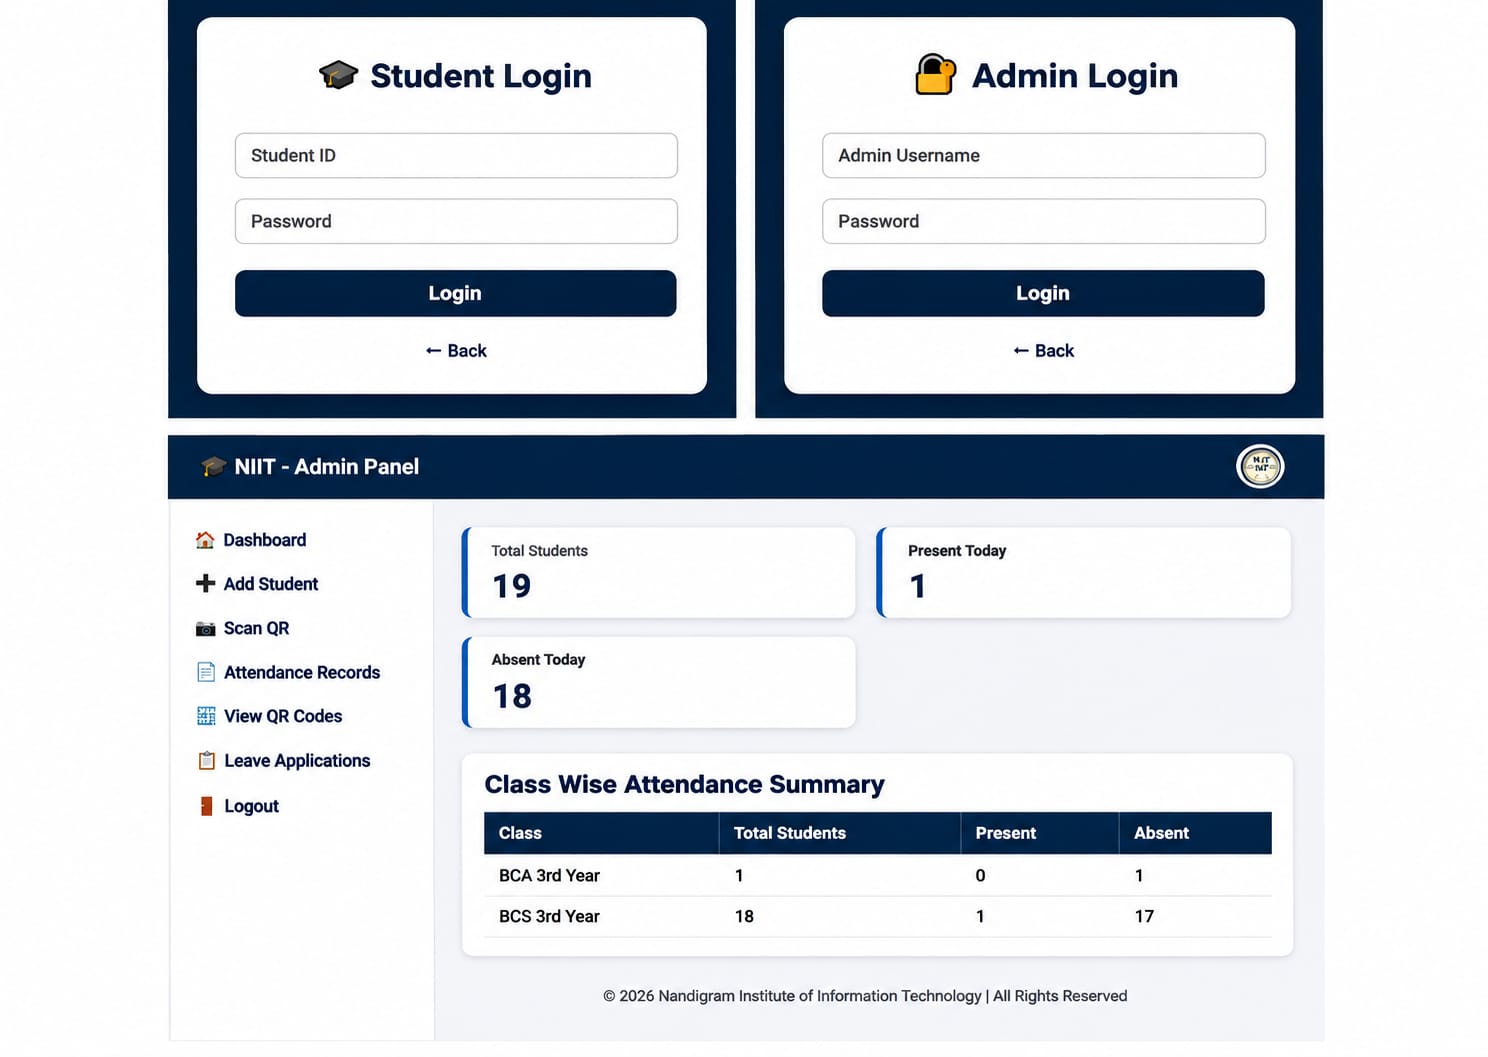 Student Login
Student ID
Password
Login
← Back
Admin Login
Admin Username
Password
Login
← Back
NIIT - Admin Panel
Dashboard
Add Student
Scan QR
Attendance Records
View QR Codes
Leave Applications
Logout
Total Students
19
Present Today
1
Absent Today
18
Class Wise Attendance Summary
Class Total Students Present Absent
BCA 3rd Year 1 0 1
BCS 3rd Year 18 1 17
© 2026 Nandigram Institute of Information Technology | All Rights Reserved